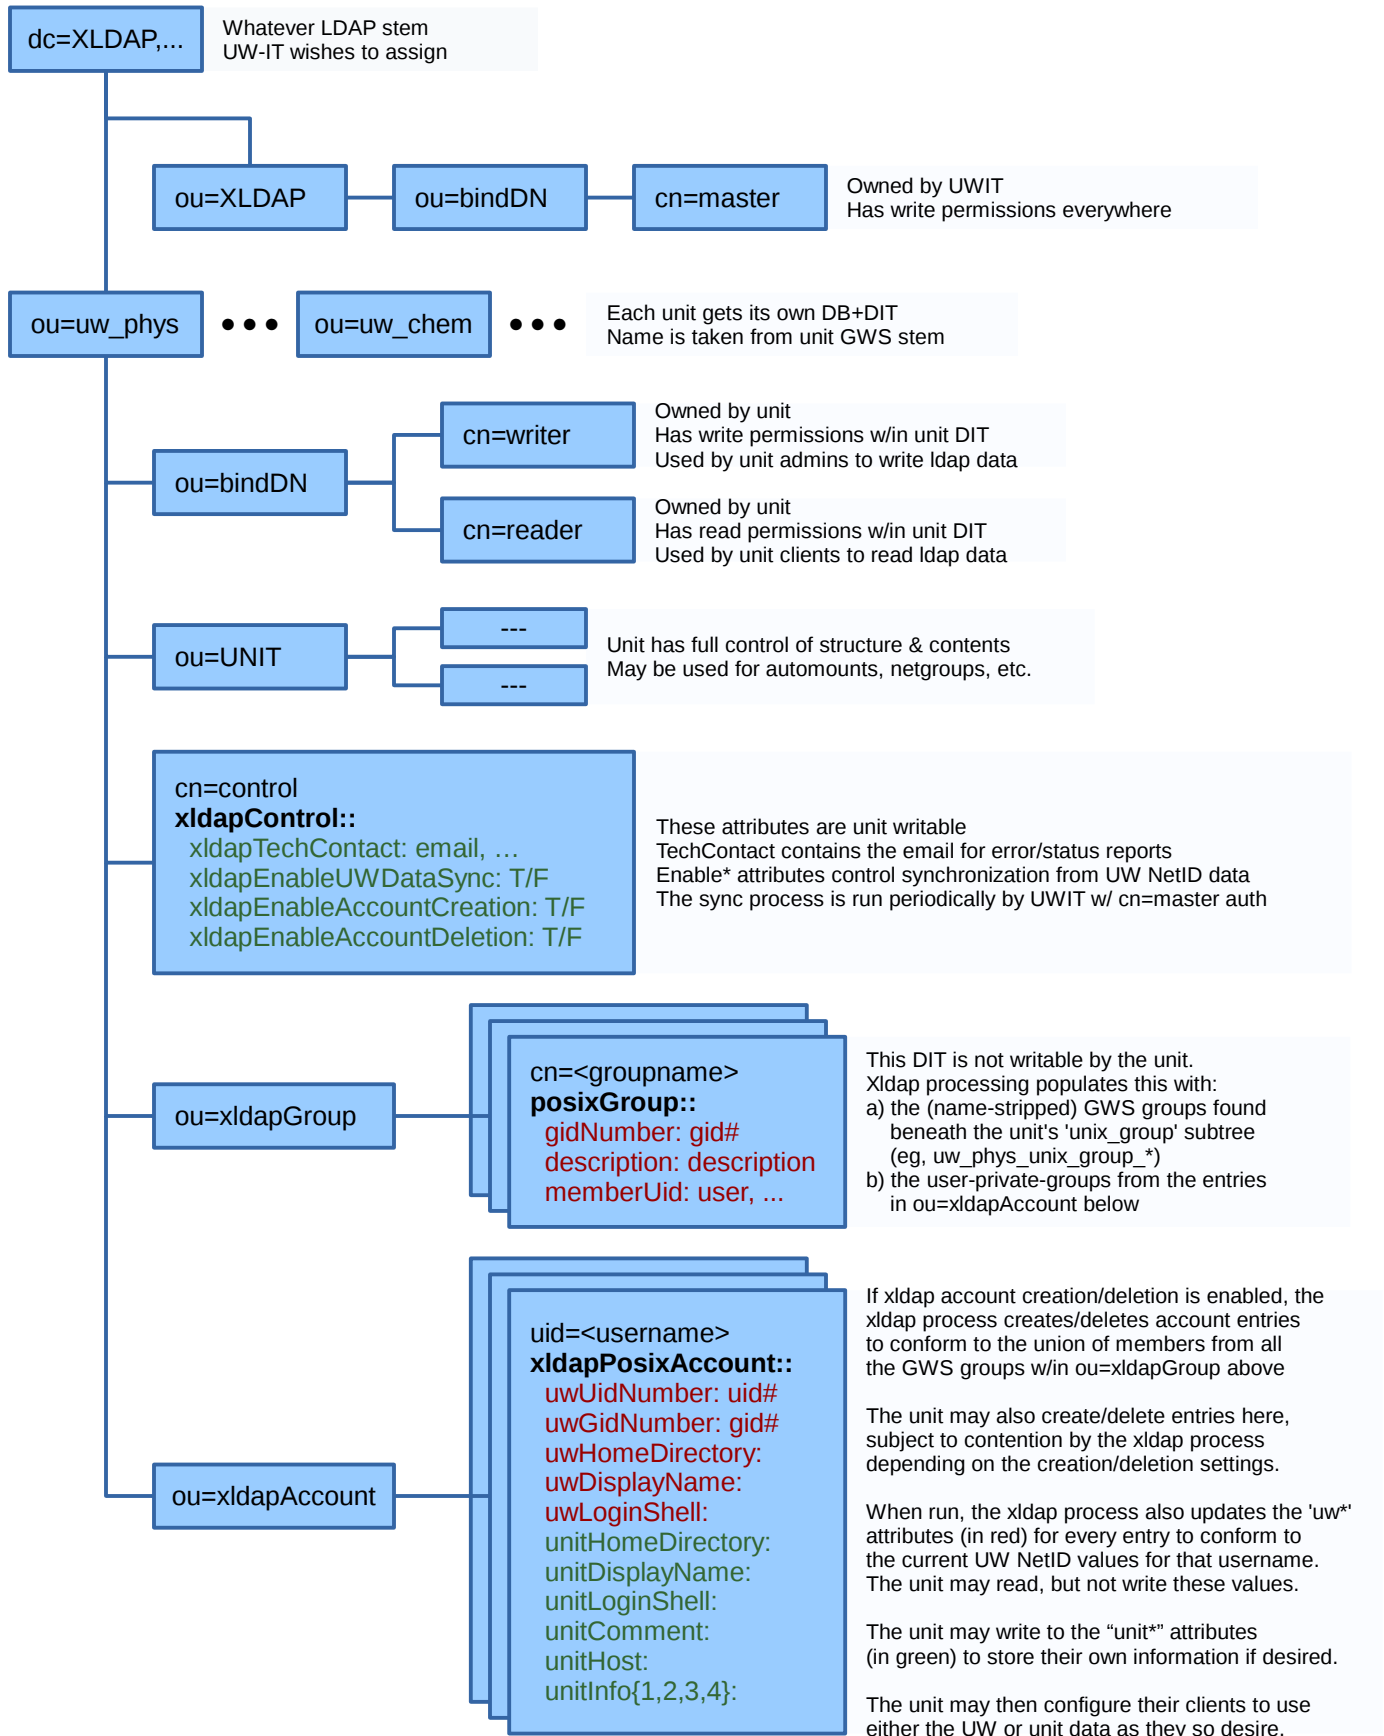 dc=XLDAP,...
Whatever LDAP stem
UW-IT wishes to assign
ou=XLDAP
ou=bindDN
cn=master
Owned by UWIT
Has write permissions everywhere
ou=uw_phys
● ● ●
ou=uw_chem
● ● ●
Each unit gets its own DB+DIT
Name is taken from unit GWS stem
ou=bindDN
cn=writer
Owned by unit
Has write permissions w/in unit DIT
Used by unit admins to write ldap data
cn=reader
Owned by unit
Has read permissions w/in unit DIT
Used by unit clients to read ldap data
ou=UNIT
---
---
Unit has full control of structure & contents
May be used for automounts, netgroups, etc.
cn=control
xldapControl::
xldapTechContact: email, …
xldapEnableUWDataSync: T/F
xldapEnableAccountCreation: T/F
xldapEnableAccountDeletion: T/F
These attributes are unit writable
TechContact contains the email for error/status reports
Enable* attributes control synchronization from UW NetID data
The sync process is run periodically by UWIT w/ cn=master auth
ou=xldapGroup
cn=<groupname>
posixGroup::
gidNumber: gid#
description: description
memberUid: user, ...
This DIT is not writable by the unit.
Xldap processing populates this with:
a) the (name-stripped) GWS groups found
beneath the unit's 'unix_group' subtree
(eg, uw_phys_unix_group_*)
b) the user-private-groups from the entries
in ou=xldapAccount below
ou=xldapAccount
uid=<username>
xldapPosixAccount::
uwUidNumber: uid#
uwGidNumber: gid#
uwHomeDirectory:
uwDisplayName:
uwLoginShell:
unitHomeDirectory:
unitDisplayName:
unitLoginShell:
unitComment:
unitHost:
unitInfo{1,2,3,4}:
If xldap account creation/deletion is enabled, the
xldap process creates/deletes account entries
to conform to the union of members from all
the GWS groups w/in ou=xldapGroup above
The unit may also create/delete entries here,
subject to contention by the xldap process
depending on the creation/deletion settings.
When run, the xldap process also updates the 'uw*'
attributes (in red) for every entry to conform to
the current UW NetID values for that username.
The unit may read, but not write these values.
The unit may write to the “unit*” attributes
(in green) to store their own information if desired.
The unit may then configure their clients to use
either the UW or unit data as they so desire.